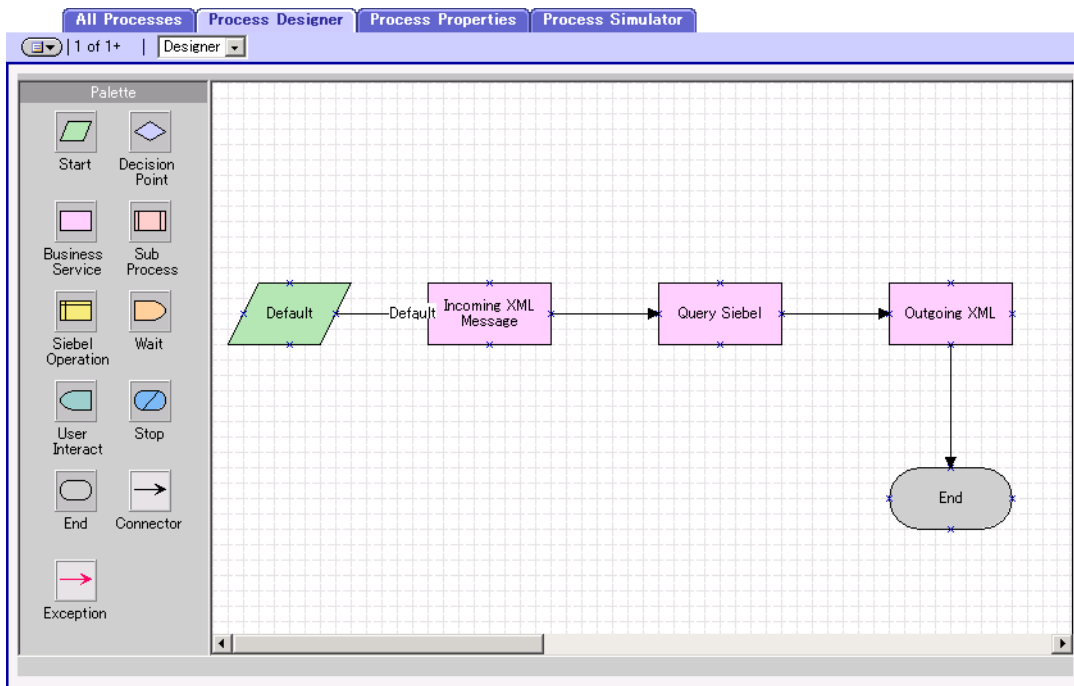 All Processes
Process Designer
Process Properties
Process Simulator
1 of 1+
Designer
Palette
Start
Decision
Point
Business
Service
Sub
Process
Siebel
Operation
Wait
User
Interact
Stop
End
Connector
Exception
Default
Default
Incoming XML
Message
Query Siebel
Outgoing XML
End